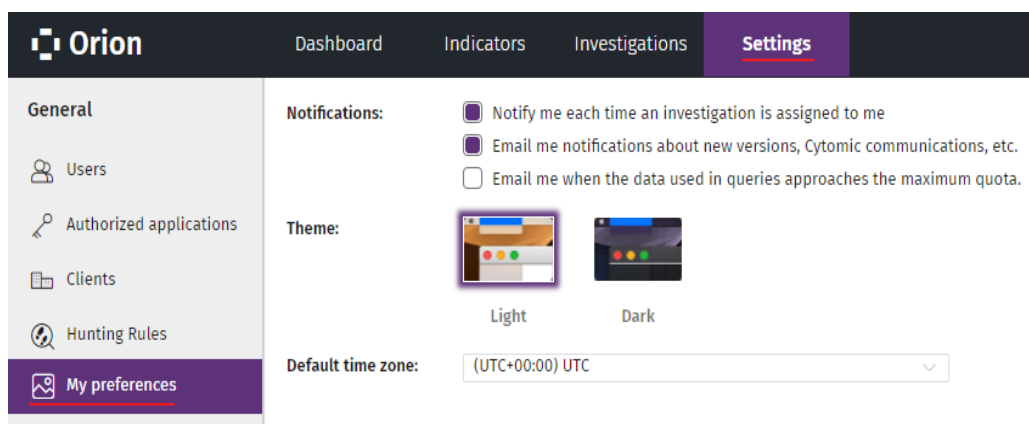 Orion
Dashboard
Indicators
Investigations
Settings
General
Users
Authorized applications
Clients
Hunting Rules
My preferences
Notifications:
Notify me each time an investigation is assigned to me
Email me notifications about new versions, Cytomic communications, etc.
Email me when the data used in queries approaches the maximum quota.
Theme:
Light
Dark
Default time zone:
(UTC+00:00) UTC